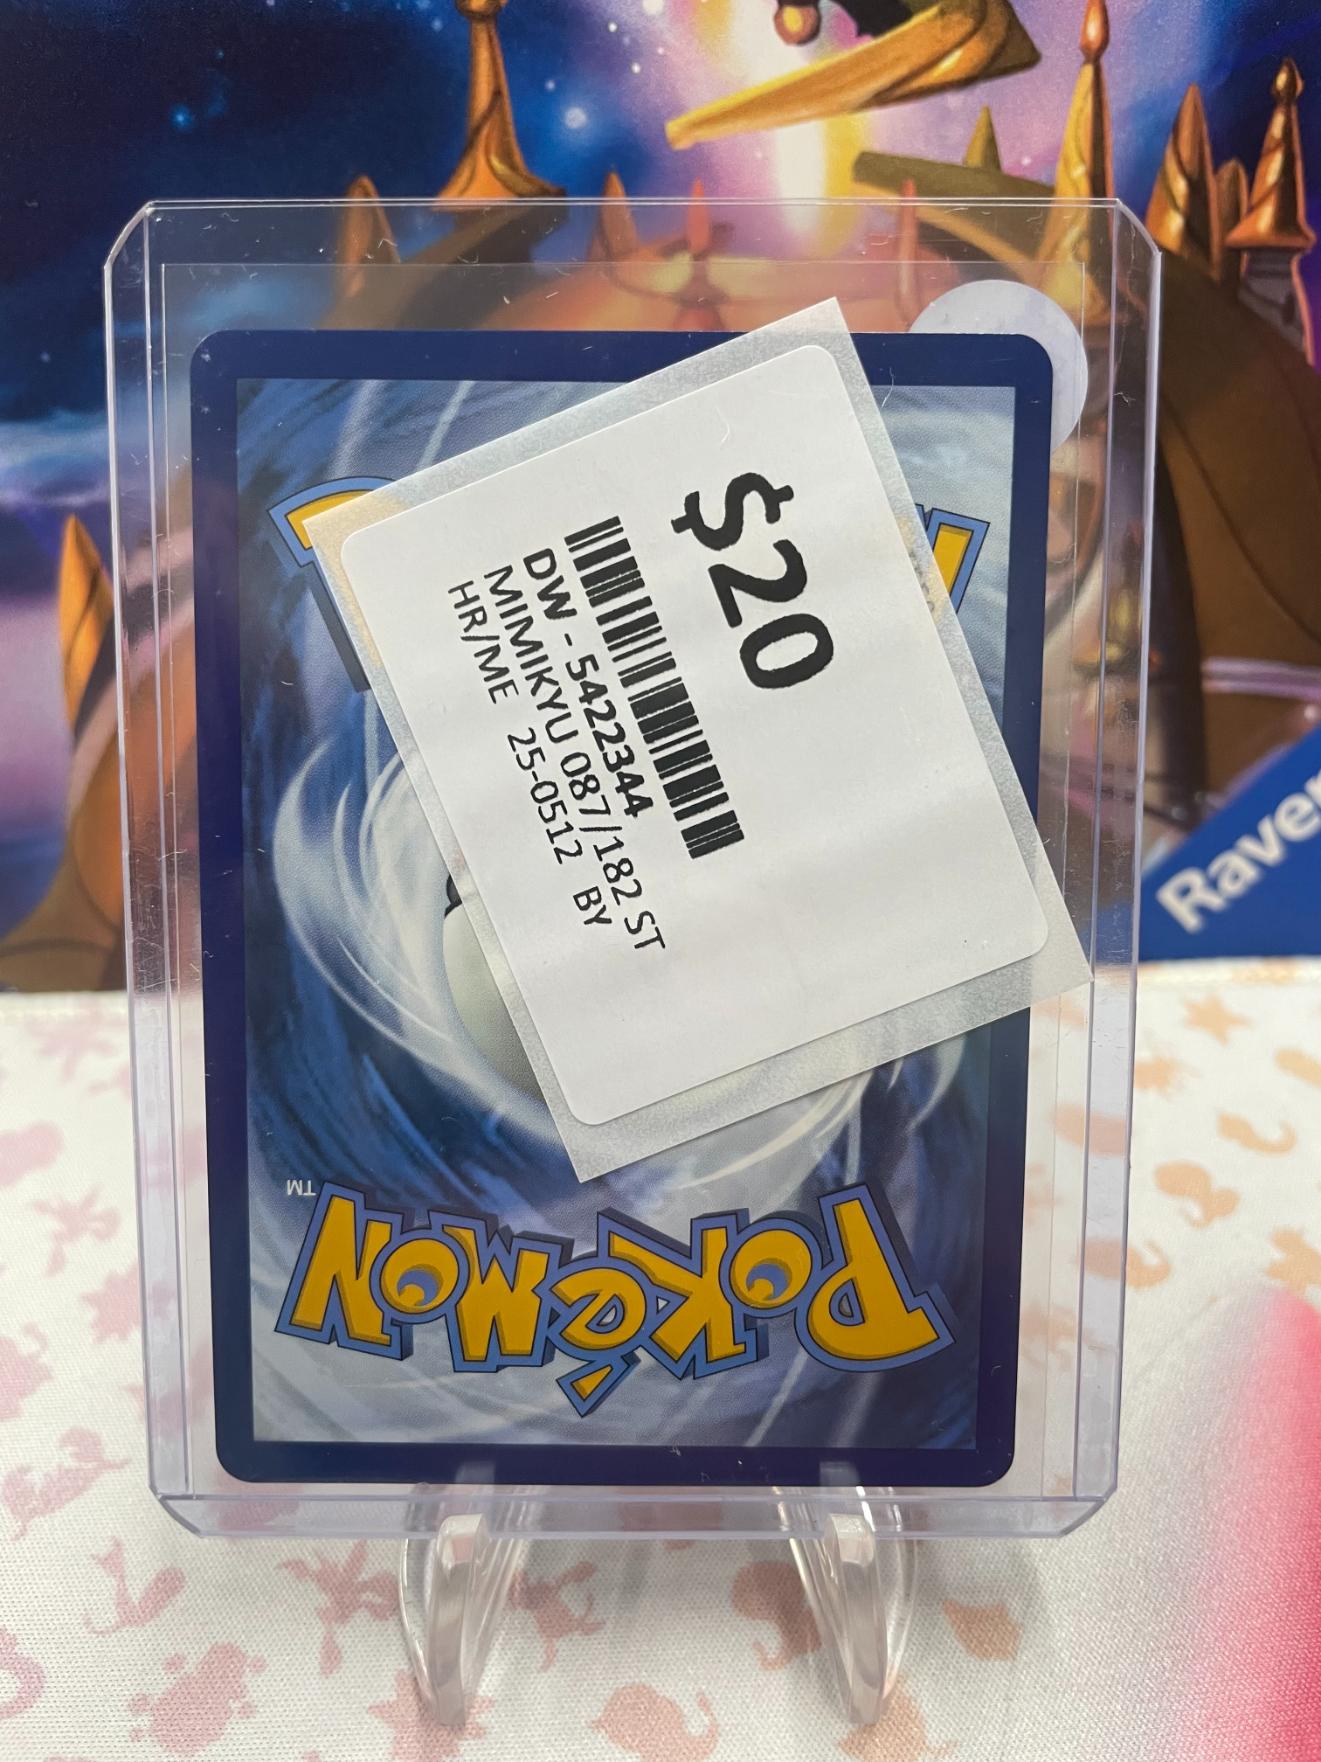 $20
DW - 5422344
MIMIKYU 087/182 ST
HR/ME 25-0512 BY
Raven
TM
POKéMON